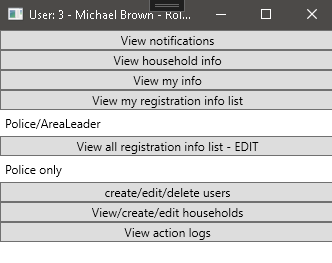 User: 3 - Michael Brown - Rol...
View notifications
View household info
View my info
View my registration info list
Police/AreaLeader
View all registration info list - EDIT
Police only
create/edit/delete users
View/create/edit households
View action logs